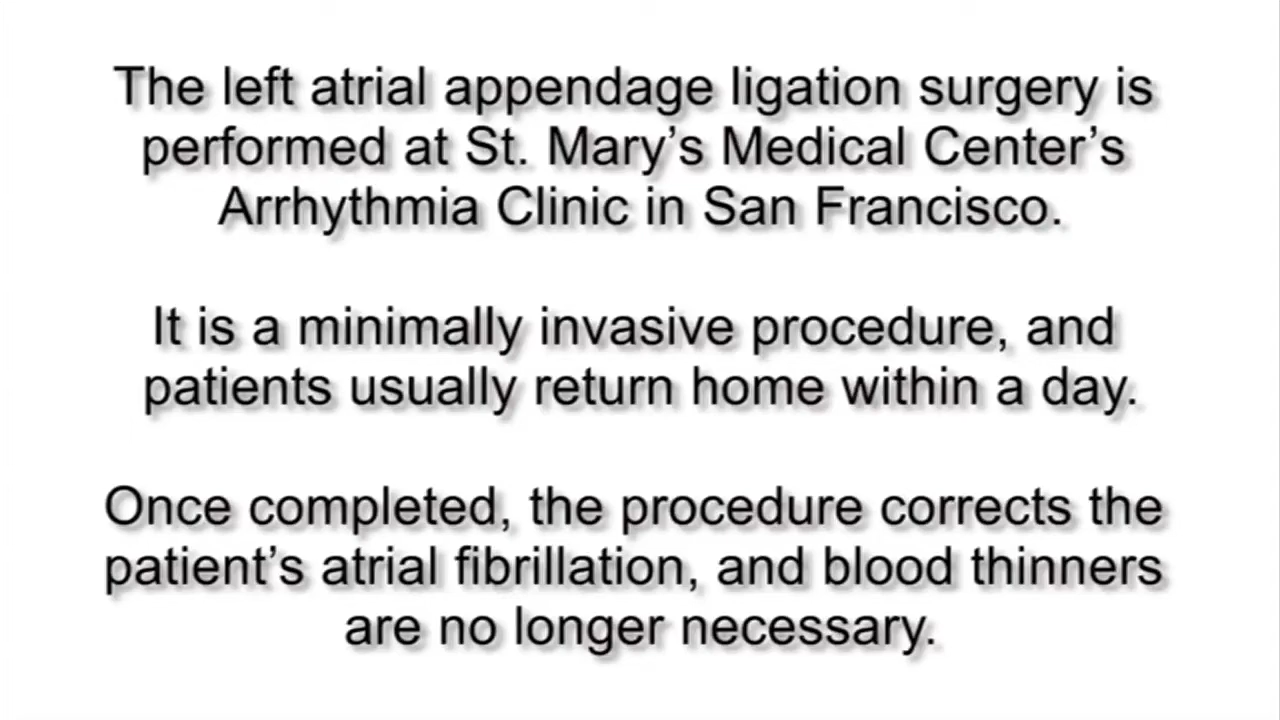 The left atrial appendage ligation surgery is
performed at St. Mary’s Medical Center’s
Arrhythmia Clinic in San Francisco.
It is a minimally invasive procedure, and
patients usually return home within a day.
Once completed, the procedure corrects the
patient’s atrial fibrillation, and blood thinners
are no longer necessary.